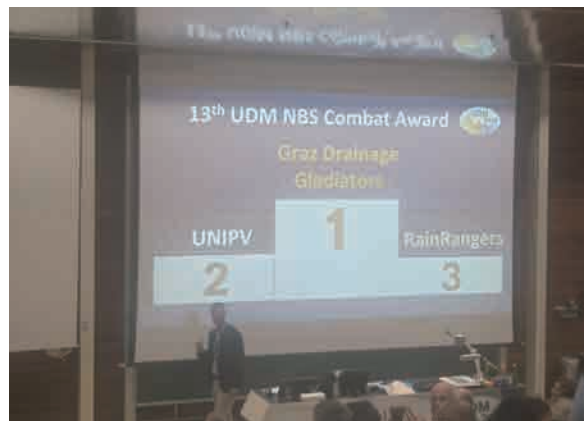 13th UDM NBS Combat Award
Graz Drainage
Gladiators
1
UNIPV
RainRangers
2
3